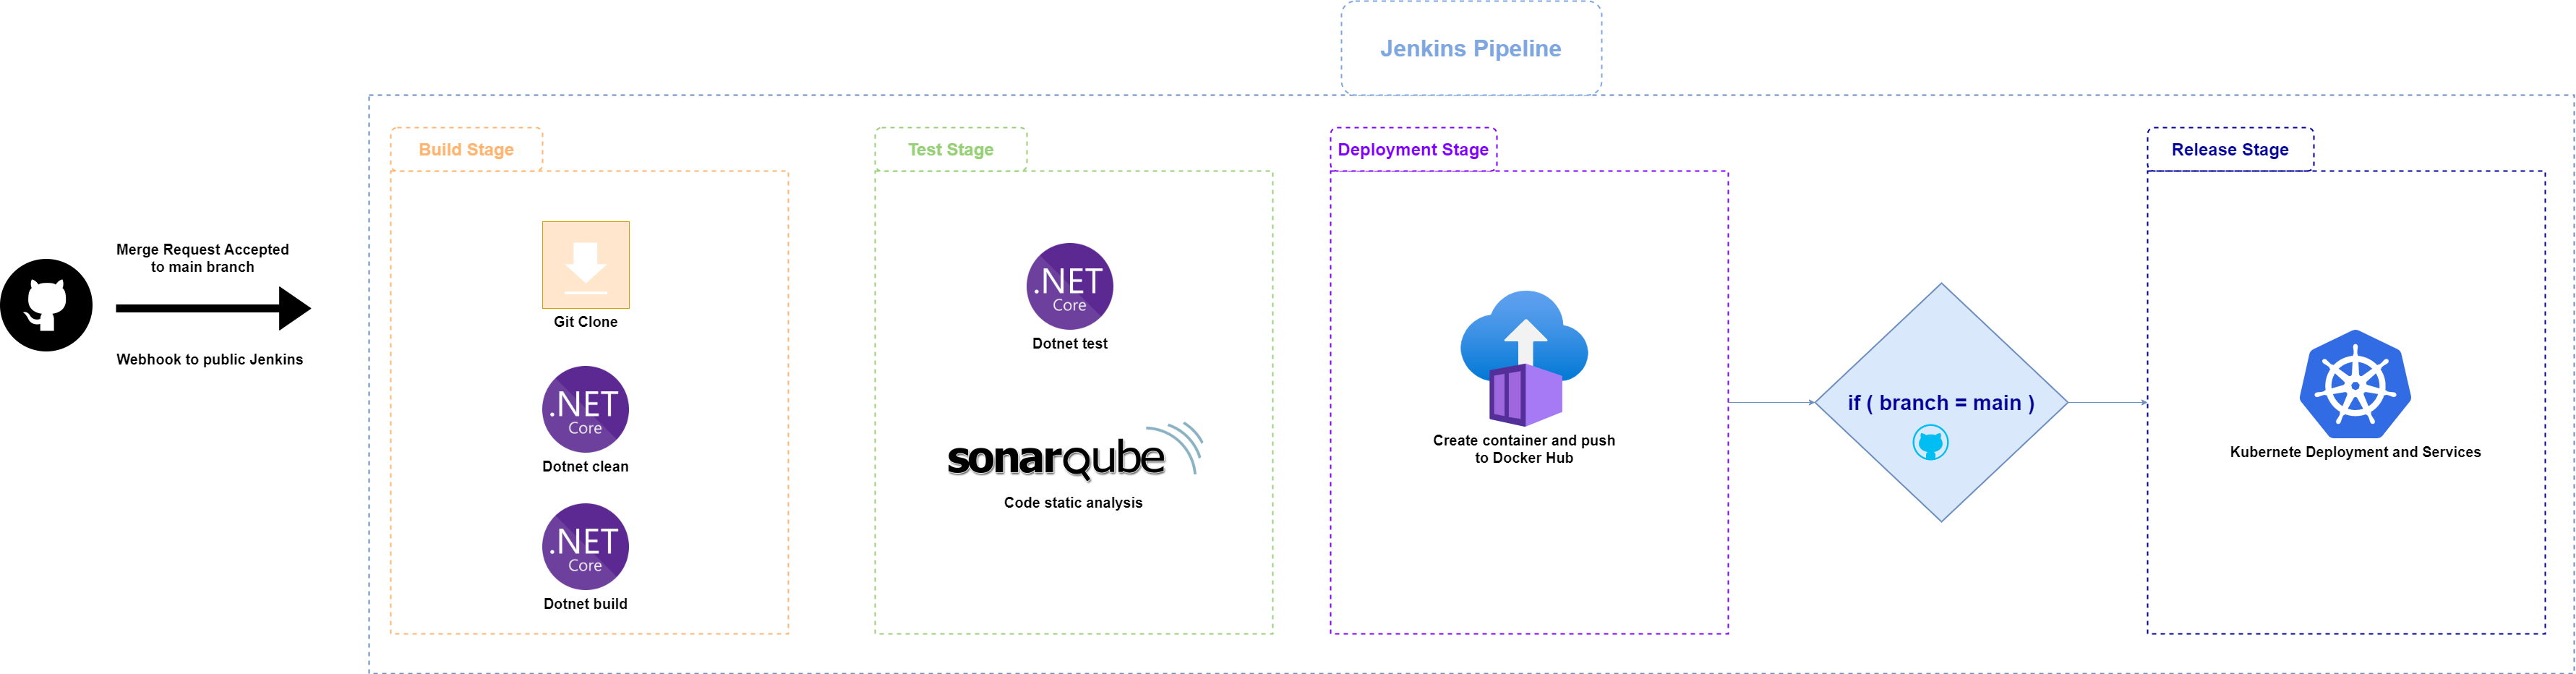 Jenkins Pipeline
Build Stage
Test Stage
Deployment Stage
Release Stage
Merge Request Accepted
to main branch
Webhook to public Jenkins
Git Clone
.NET
Core
Dotnet clean
.NET
Core
Dotnet build
.NET
Core
Dotnet test
sonarqube
Code static analysis
Create container and push
to Docker Hub
if ( branch = main )
Kubernete Deployment and Services